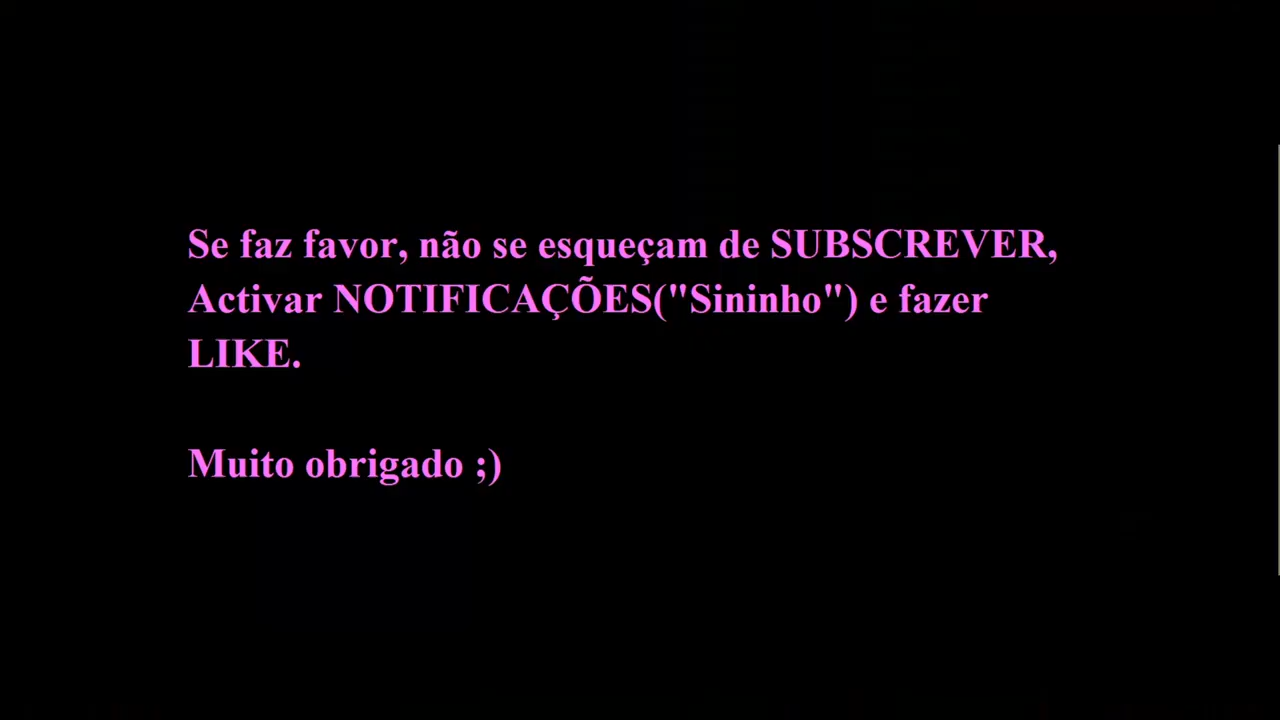 Se faz favor, não se esqueçam de SUBSCREVER,
Activar NOTIFICAÇÕES("Sininho") e fazer
LIKE.
Muito obrigado ;)